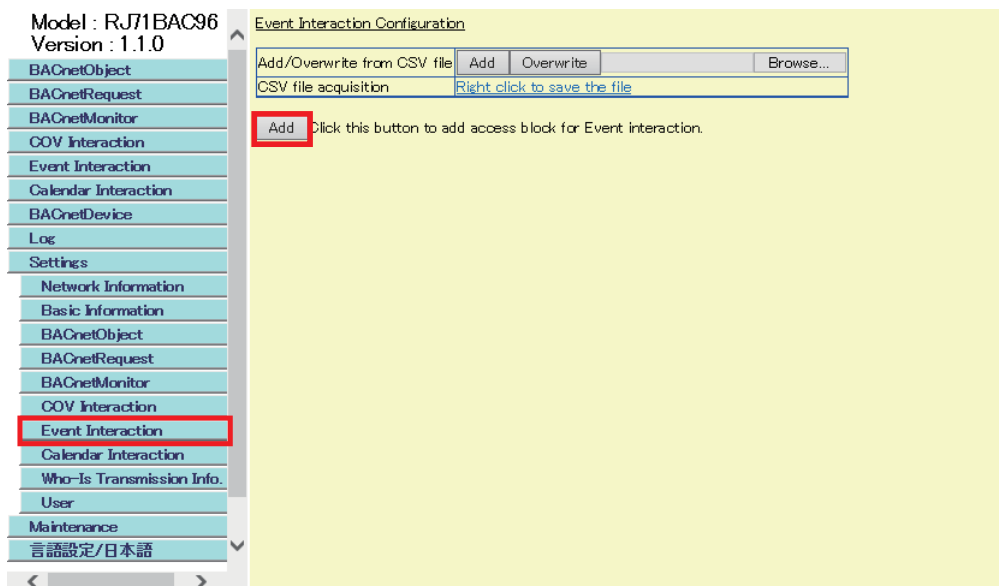 Model : RJ71BAC96
Version : 1.1.0
BACnetObject
BACnetRequest
BACnetMonitor
COV Interaction
Event Interaction
Calendar Interaction
BACnetDevice
Log
Settings
Network Information
Basic Information
BACnetObject
BACnetRequest
BACnetMonitor
COV Interaction
Event Interaction
Calendar Interaction
Who-Is Transmission Info.
User
Maintenance
言語設定/日本語
Event Interaction Configuration
Add/Overwrite from CSV file Add Overwrite Browse...
CSV file acquisition Right click to save the file
Add Click this button to add access block for Event interaction.